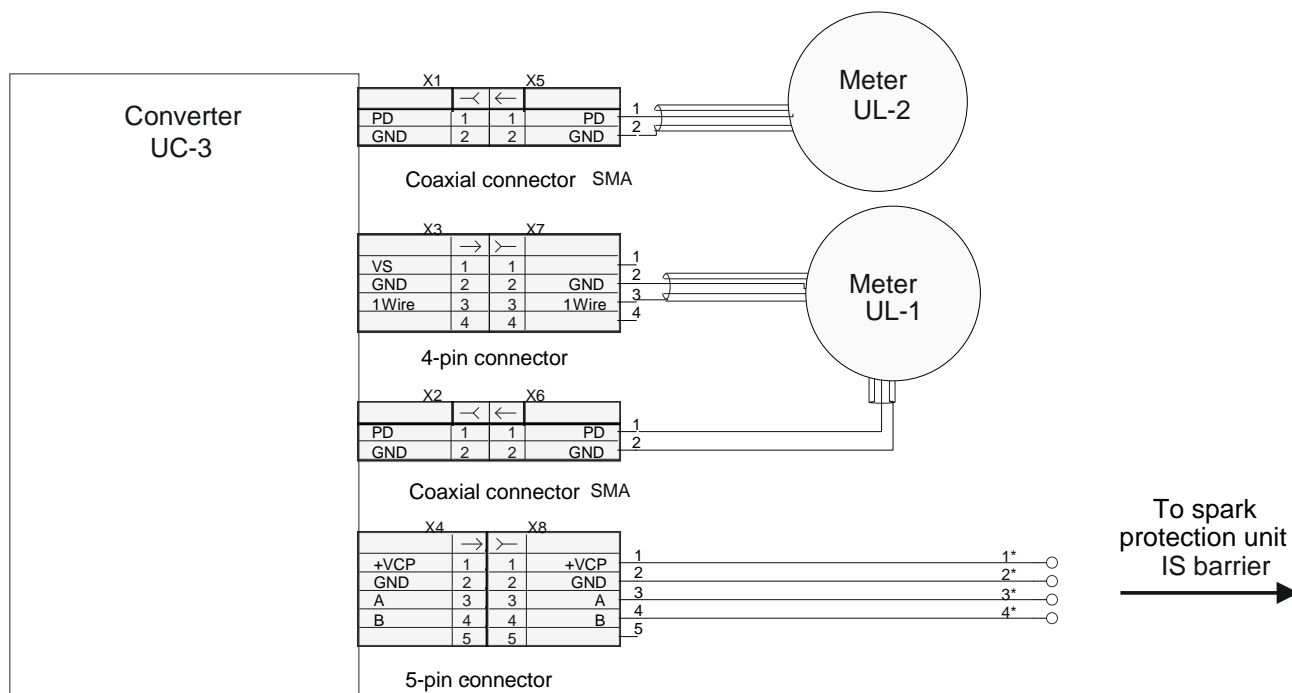 Converter
UC-3
X1 X5
PD 1 1 PD 1
GND 2 2 GND 2
Coaxial connector SMA
Meter
UL-2
X3 X7
VS 1 1 1
GND 2 2 GND 2
1Wire 3 3 1Wire 3
4 4 4
4-pin connector
Meter
UL-1
X2 X6
PD 1 1 PD 1
GND 2 2 GND 2
Coaxial connector SMA
X4 X8
+VCP 1 1 +VCP 1 1*
GND 2 2 GND 2 2*
A 3 3 A 3 3*
B 4 4 B 4 4*
5 5 5
5-pin connector
To spark
protection unit
IS barrier